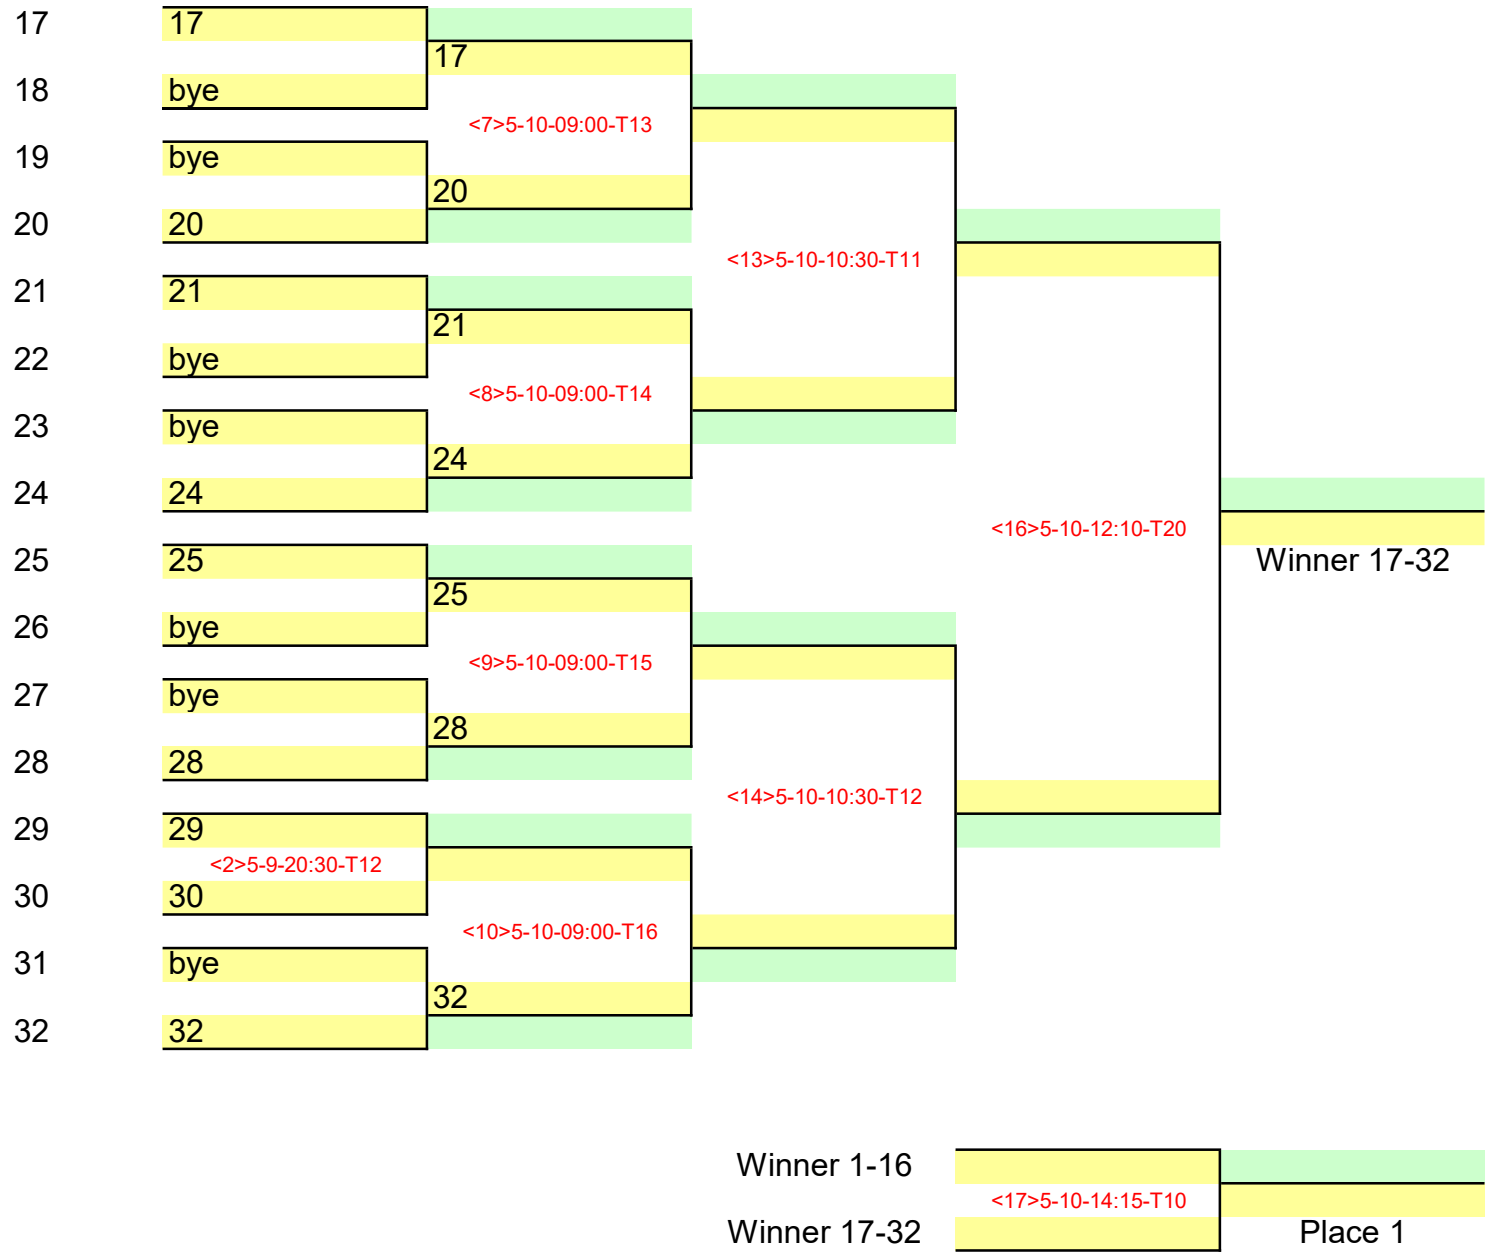 17 17
17
18 bye
<7>5-10-09:00-T13
19 bye
20
20 20
<13>5-10-10:30-T11
21 21
21
22 bye
<8>5-10-09:00-T14
23 bye
24
24 24
<16>5-10-12:10-T20
25 25
Winner 17-32
25
26 bye
<9>5-10-09:00-T15
27 bye
28
28 28
<14>5-10-10:30-T12
29 29
<2>5-9-20:30-T12
30 30
<10>5-10-09:00-T16
31 bye
32
32 32
Winner 1-16
<17>5-10-14:15-T10
Winner 17-32 Place 1